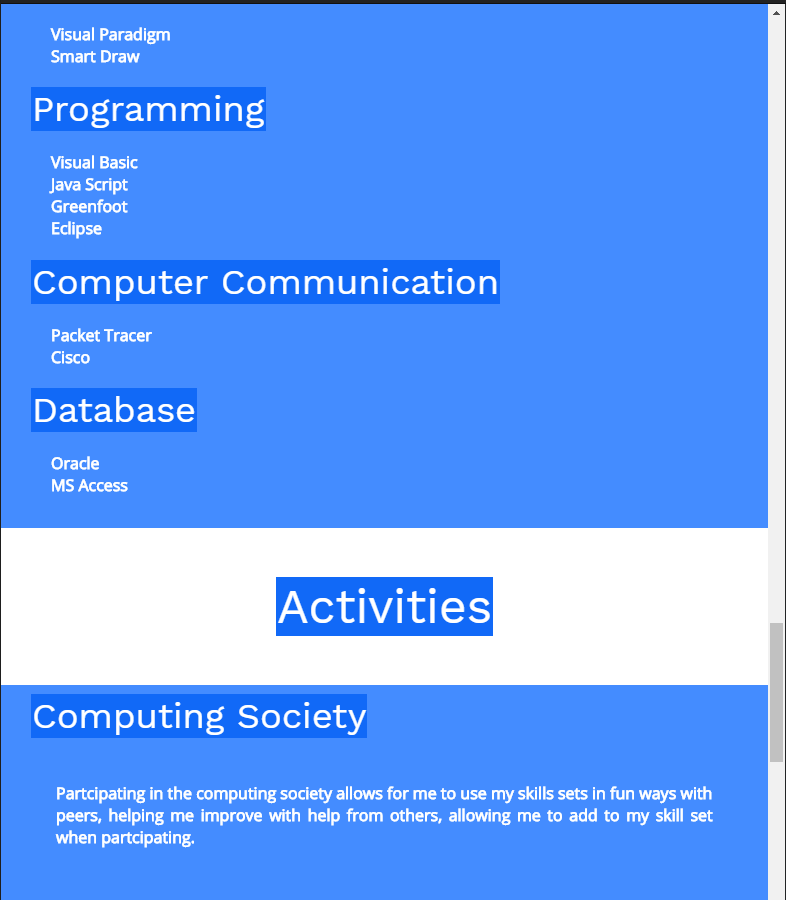 Visual Paradigm
Smart Draw
Programming
Visual Basic
Java Script
Greenfoot
Eclipse
Computer Communication
Packet Tracer
Cisco
Database
Oracle
MS Access
Activities
Computing Society
Partcipating in the computing society allows for me to use my skills sets in fun ways with
peers, helping me improve with help from others, allowing me to add to my skill set
when partcipating.